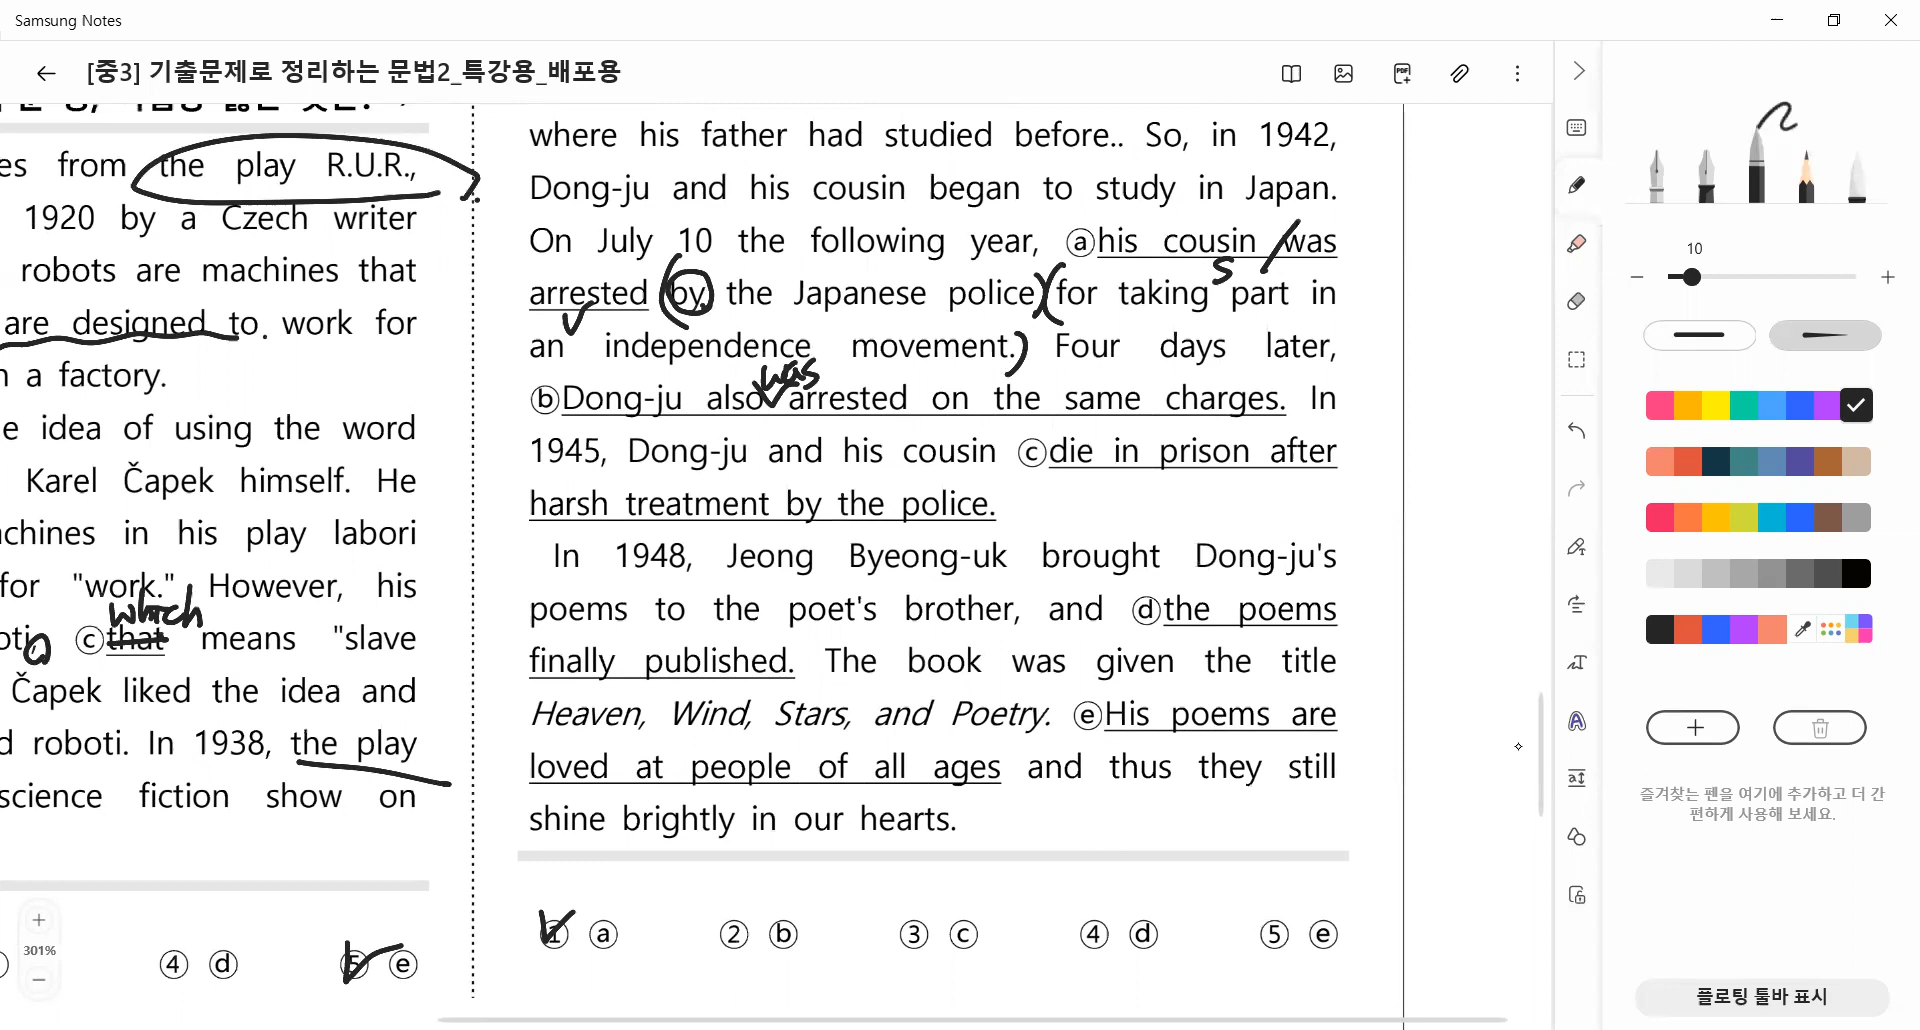 Samsung Notes
[중3] 기출문제로 정리하는 문법2_특강용_배포용
es from the play R.U.R.,
1920 by a Czech writer
robots are machines that
are designed to work for
a factory.
e idea of using the word
Karel Čapek himself. He
chines in his play labori
for "work." However, his
which
ⓒthat means "slave
Čapek liked the idea and
d roboti. In 1938, the play
science fiction show on
④ ⓓ ⑤ ⓔ
where his father had studied before.. So, in 1942,
Dong-ju and his cousin began to study in Japan.
On July 10 the following year, ⓐhis cousin was
s
arrested by the Japanese police for taking part in
an independence movement. Four days later,
was
ⓑDong-ju also arrested on the same charges. In
1945, Dong-ju and his cousin ⓒdie in prison after
harsh treatment by the police.
In 1948, Jeong Byeong-uk brought Dong-ju's
poems to the poet's brother, and ⓓthe poems
finally published. The book was given the title
Heaven, Wind, Stars, and Poetry. ⓔHis poems are
loved at people of all ages and thus they still
shine brightly in our hearts.
① ⓐ ② ⓑ ③ ⓒ ④ ⓓ ⑤ ⓔ
301%
10
즐겨찾는 펜을 여기에 추가하고 더 간
편하게 사용해 보세요.
플로팅 툴바 표시